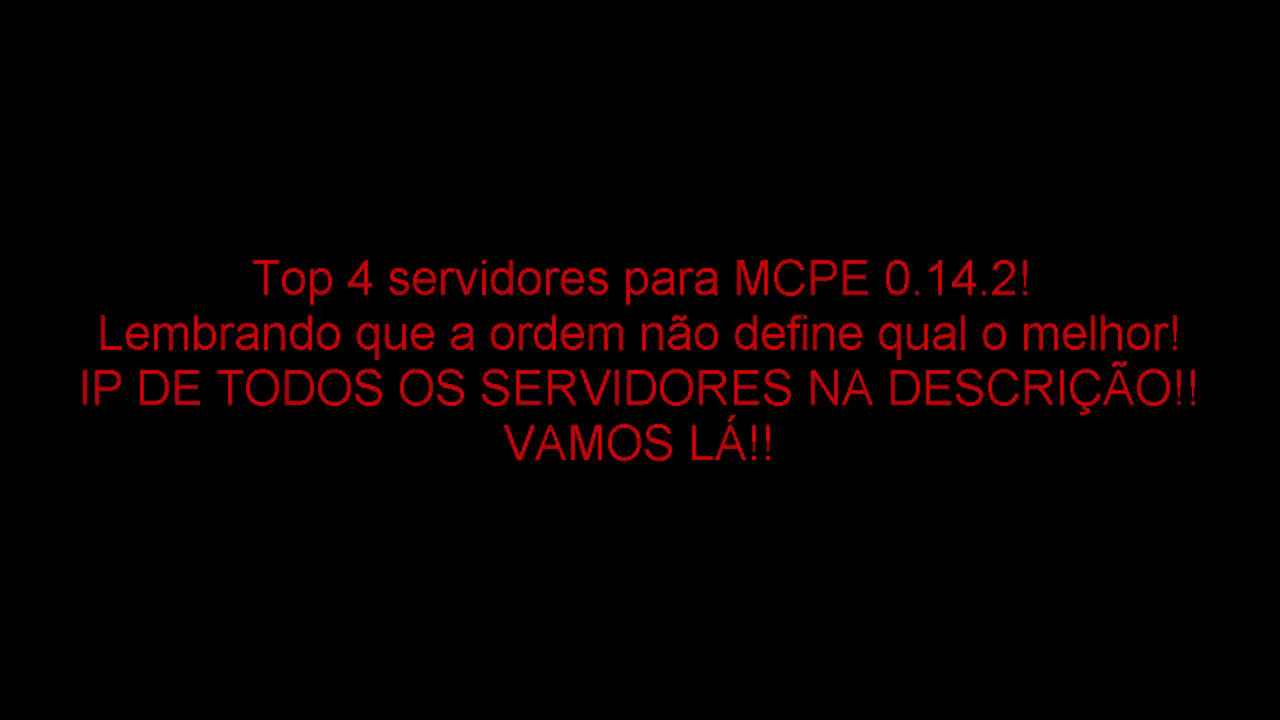 Top 4 servidores para MCPE 0.14.2!
Lembrando que a ordem não define qual o melhor!
IP DE TODOS OS SERVIDORES NA DESCRIÇÃO!!
VAMOS LÁ!!